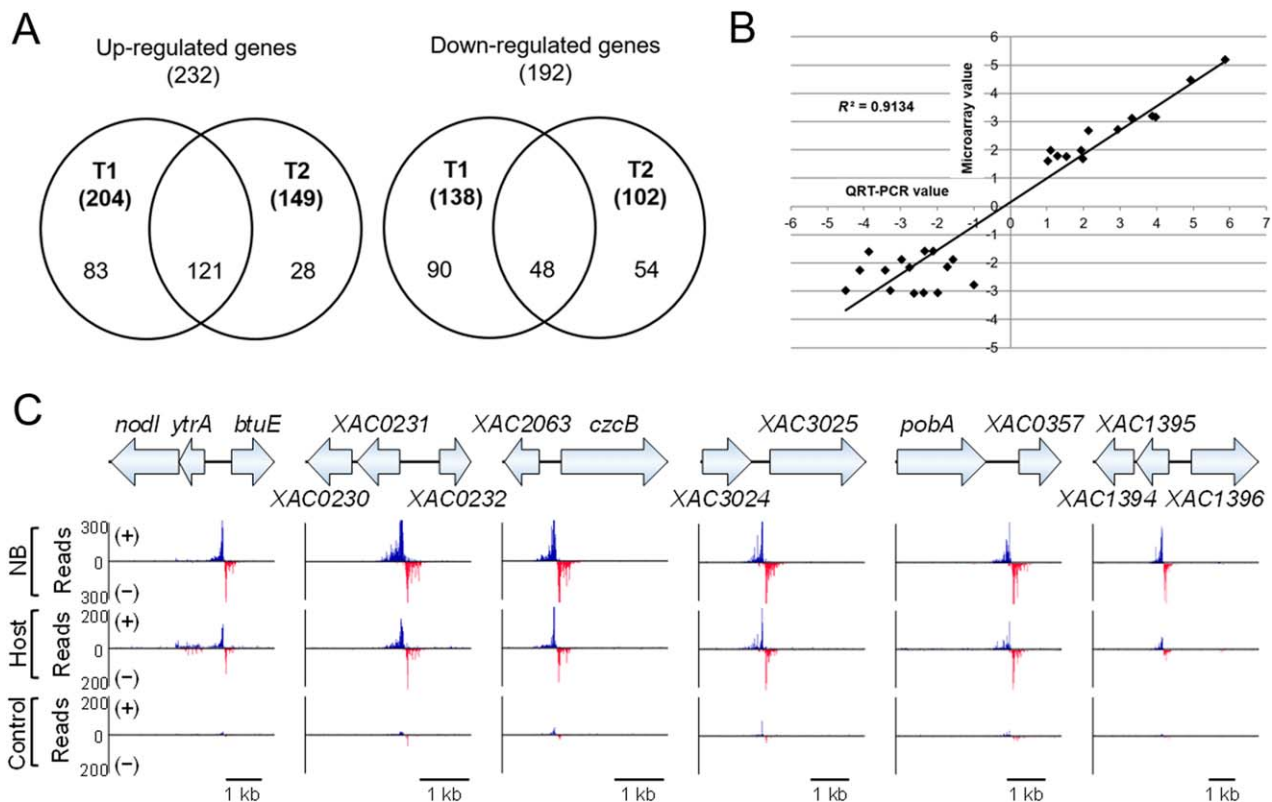 A
Up-regulated genes
(232)
T1
(204)
T2
(149)
83
121
28
Down-regulated genes
(192)
T1
(138)
T2
(102)
90
48
54
B
R² = 0.9134
Microarray value
QRT-PCR value
6
5
4
3
2
1
0
-1
-2
-3
-4
-5
-6 -5 -4 -3 -2 -1 0 1 2 3 4 5 6 7
C
nodI ytrA btuE
XAC0231
XAC0230 XAC0232
XAC2063 czcB
XAC3025
XAC3024
pobA XAC0357
XAC1395
XAC1394 XAC1396
NB
Reads
300 (+)
0
300 (−)
Host
Reads
200 (+)
0
200 (−)
Control
Reads
200 (+)
0
200 (−)
1 kb 1 kb 1 kb 1 kb 1 kb 1 kb